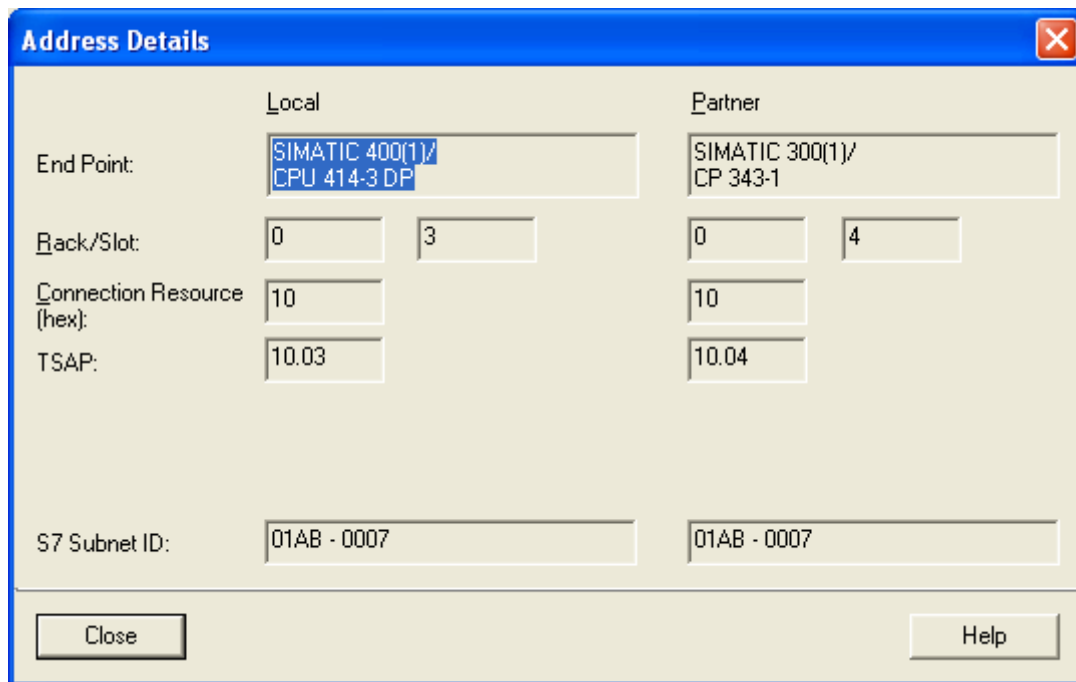 Address Details
Local Partner
End Point: SIMATIC 400(1)/ SIMATIC 300(1)/
CPU 414-3 DP CP 343-1
Rack/Slot: 0 3 0 4
Connection Resource
(hex): 10 10
TSAP: 10.03 10.04
S7 Subnet ID: 01AB - 0007 01AB - 0007
Close Help